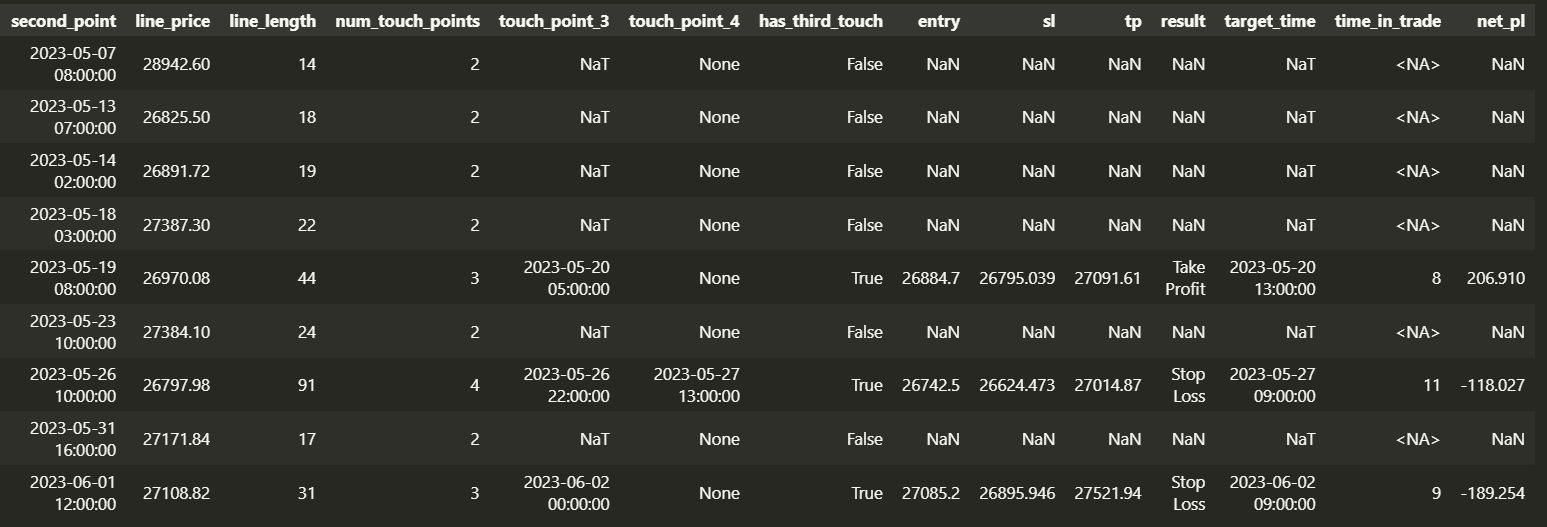 second_point line_price line_length num_touch_points touch_point_3 touch_point_4 has_third_touch entry sl tp result target_time time_in_trade net_pl
2023-05-07 08:00:00 28942.60 14 2 NaT None False NaN NaN NaN NaN NaT <NA> NaN
2023-05-13 07:00:00 26825.50 18 2 NaT None False NaN NaN NaN NaN NaT <NA> NaN
2023-05-14 02:00:00 26891.72 19 2 NaT None False NaN NaN NaN NaN NaT <NA> NaN
2023-05-18 03:00:00 27387.30 22 2 NaT None False NaN NaN NaN NaN NaT <NA> NaN
2023-05-19 08:00:00 26970.08 44 3 2023-05-20 05:00:00 None True 26884.7 26795.039 27091.61 Take Profit 2023-05-20 13:00:00 8 206.910
2023-05-23 10:00:00 27384.10 24 2 NaT None False NaN NaN NaN NaN NaT <NA> NaN
2023-05-26 10:00:00 26797.98 91 4 2023-05-26 22:00:00 2023-05-27 13:00:00 True 26742.5 26624.473 27014.87 Stop Loss 2023-05-27 09:00:00 11 -118.027
2023-05-31 16:00:00 27171.84 17 2 NaT None False NaN NaN NaN NaN NaT <NA> NaN
2023-06-01 12:00:00 27108.82 31 3 2023-06-02 00:00:00 None True 27085.2 26895.946 27521.94 Stop Loss 2023-06-02 09:00:00 9 -189.254